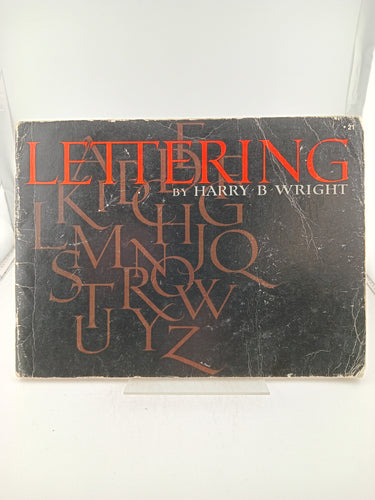 LETTERING
BY HARRY B. WRIGHT
L M N H J Q
S T R O W
U Y Z